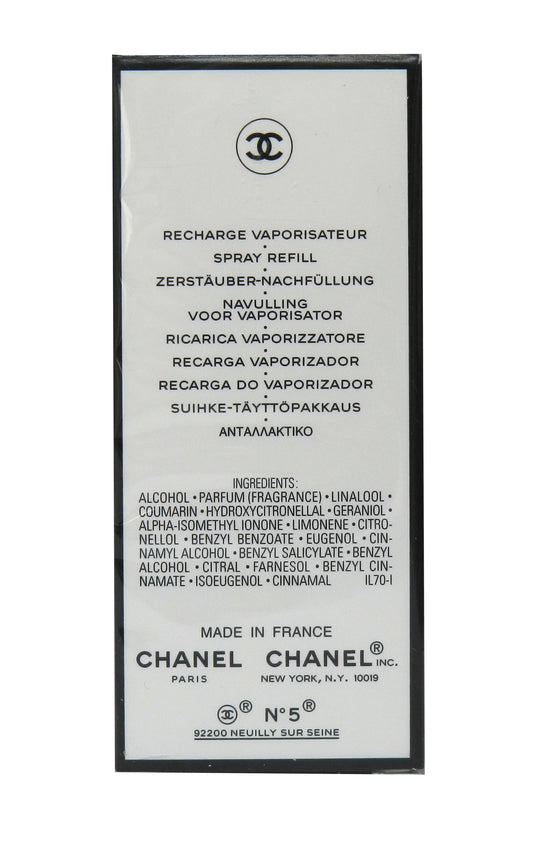 RECHARGE VAPORISATEUR
•
SPRAY REFILL
•
ZERSTÄUBER-NACHFÜLLUNG
•
NAVULLING
VOOR VAPORISATOR
•
RICARICA VAPORIZZATORE
•
RECARGA VAPORIZADOR
•
RECARGA DO VAPORIZADOR
•
SUIHKE-TÄYTTÖPAKKAUS
•
ΑΝΤΑΛΛΑΚΤΙΚΟ
INGREDIENTS:
ALCOHOL • PARFUM (FRAGRANCE) • LINALOOL •
COUMARIN • HYDROXYCITRONELLAL • GERANIOL •
ALPHA-ISOMETHYL IONONE • LIMONENE • CITRO-
NELLOL • BENZYL BENZOATE • EUGENOL • CIN-
NAMYL ALCOHOL • BENZYL SALICYLATE • BENZYL
ALCOHOL • CITRAL • FARNESOL • BENZYL CIN-
NAMATE • ISOEUGENOL • CINNAMAL IL70-I
MADE IN FRANCE
CHANEL CHANEL® INC.
PARIS NEW YORK, N.Y. 10019
® N°5®
92200 NEUILLY SUR SEINE